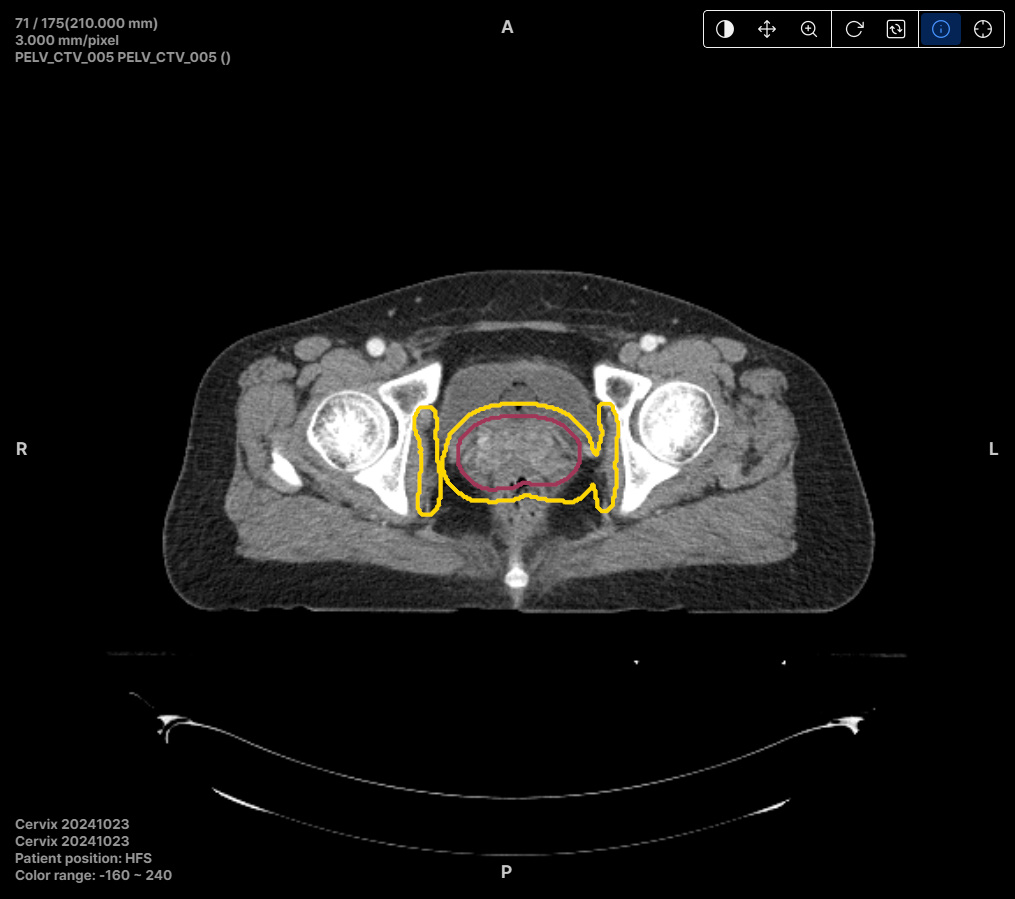 71 / 175(210.000 mm)
3.000 mm/pixel
PELV_CTV_005 PELV_CTV_005 ()
A
R
L
Cervix 20241023
Cervix 20241023
Patient position: HFS
Color range: -160 ~ 240
P